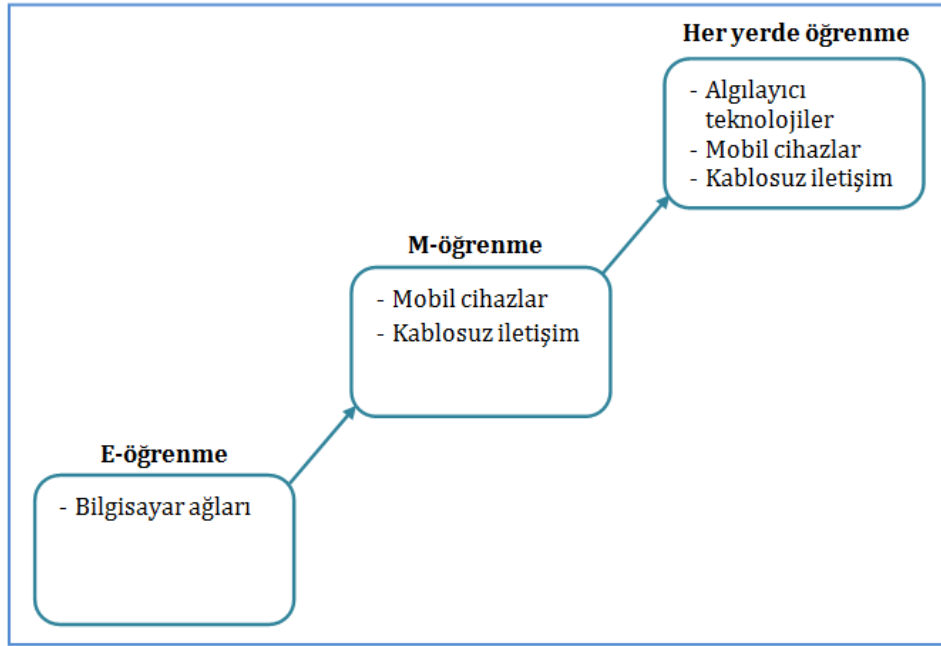 Her yerde öğrenme
- Algılayıcı
teknolojiler
- Mobil cihazlar
- Kablosuz iletişim
M-öğrenme
- Mobil cihazlar
- Kablosuz iletişim
E-öğrenme
- Bilgisayar ağları